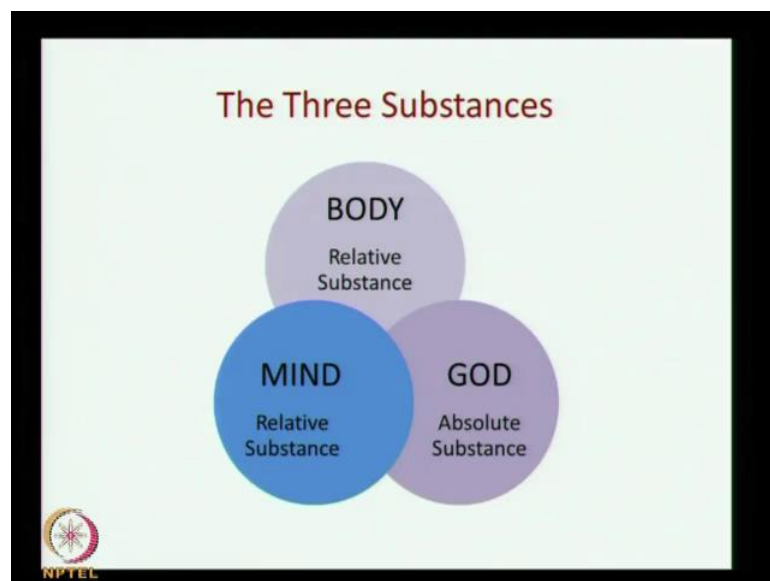 The Three Substances
BODY
Relative
Substance
MIND
Relative
Substance
GOD
Absolute
Substance
NPTEL